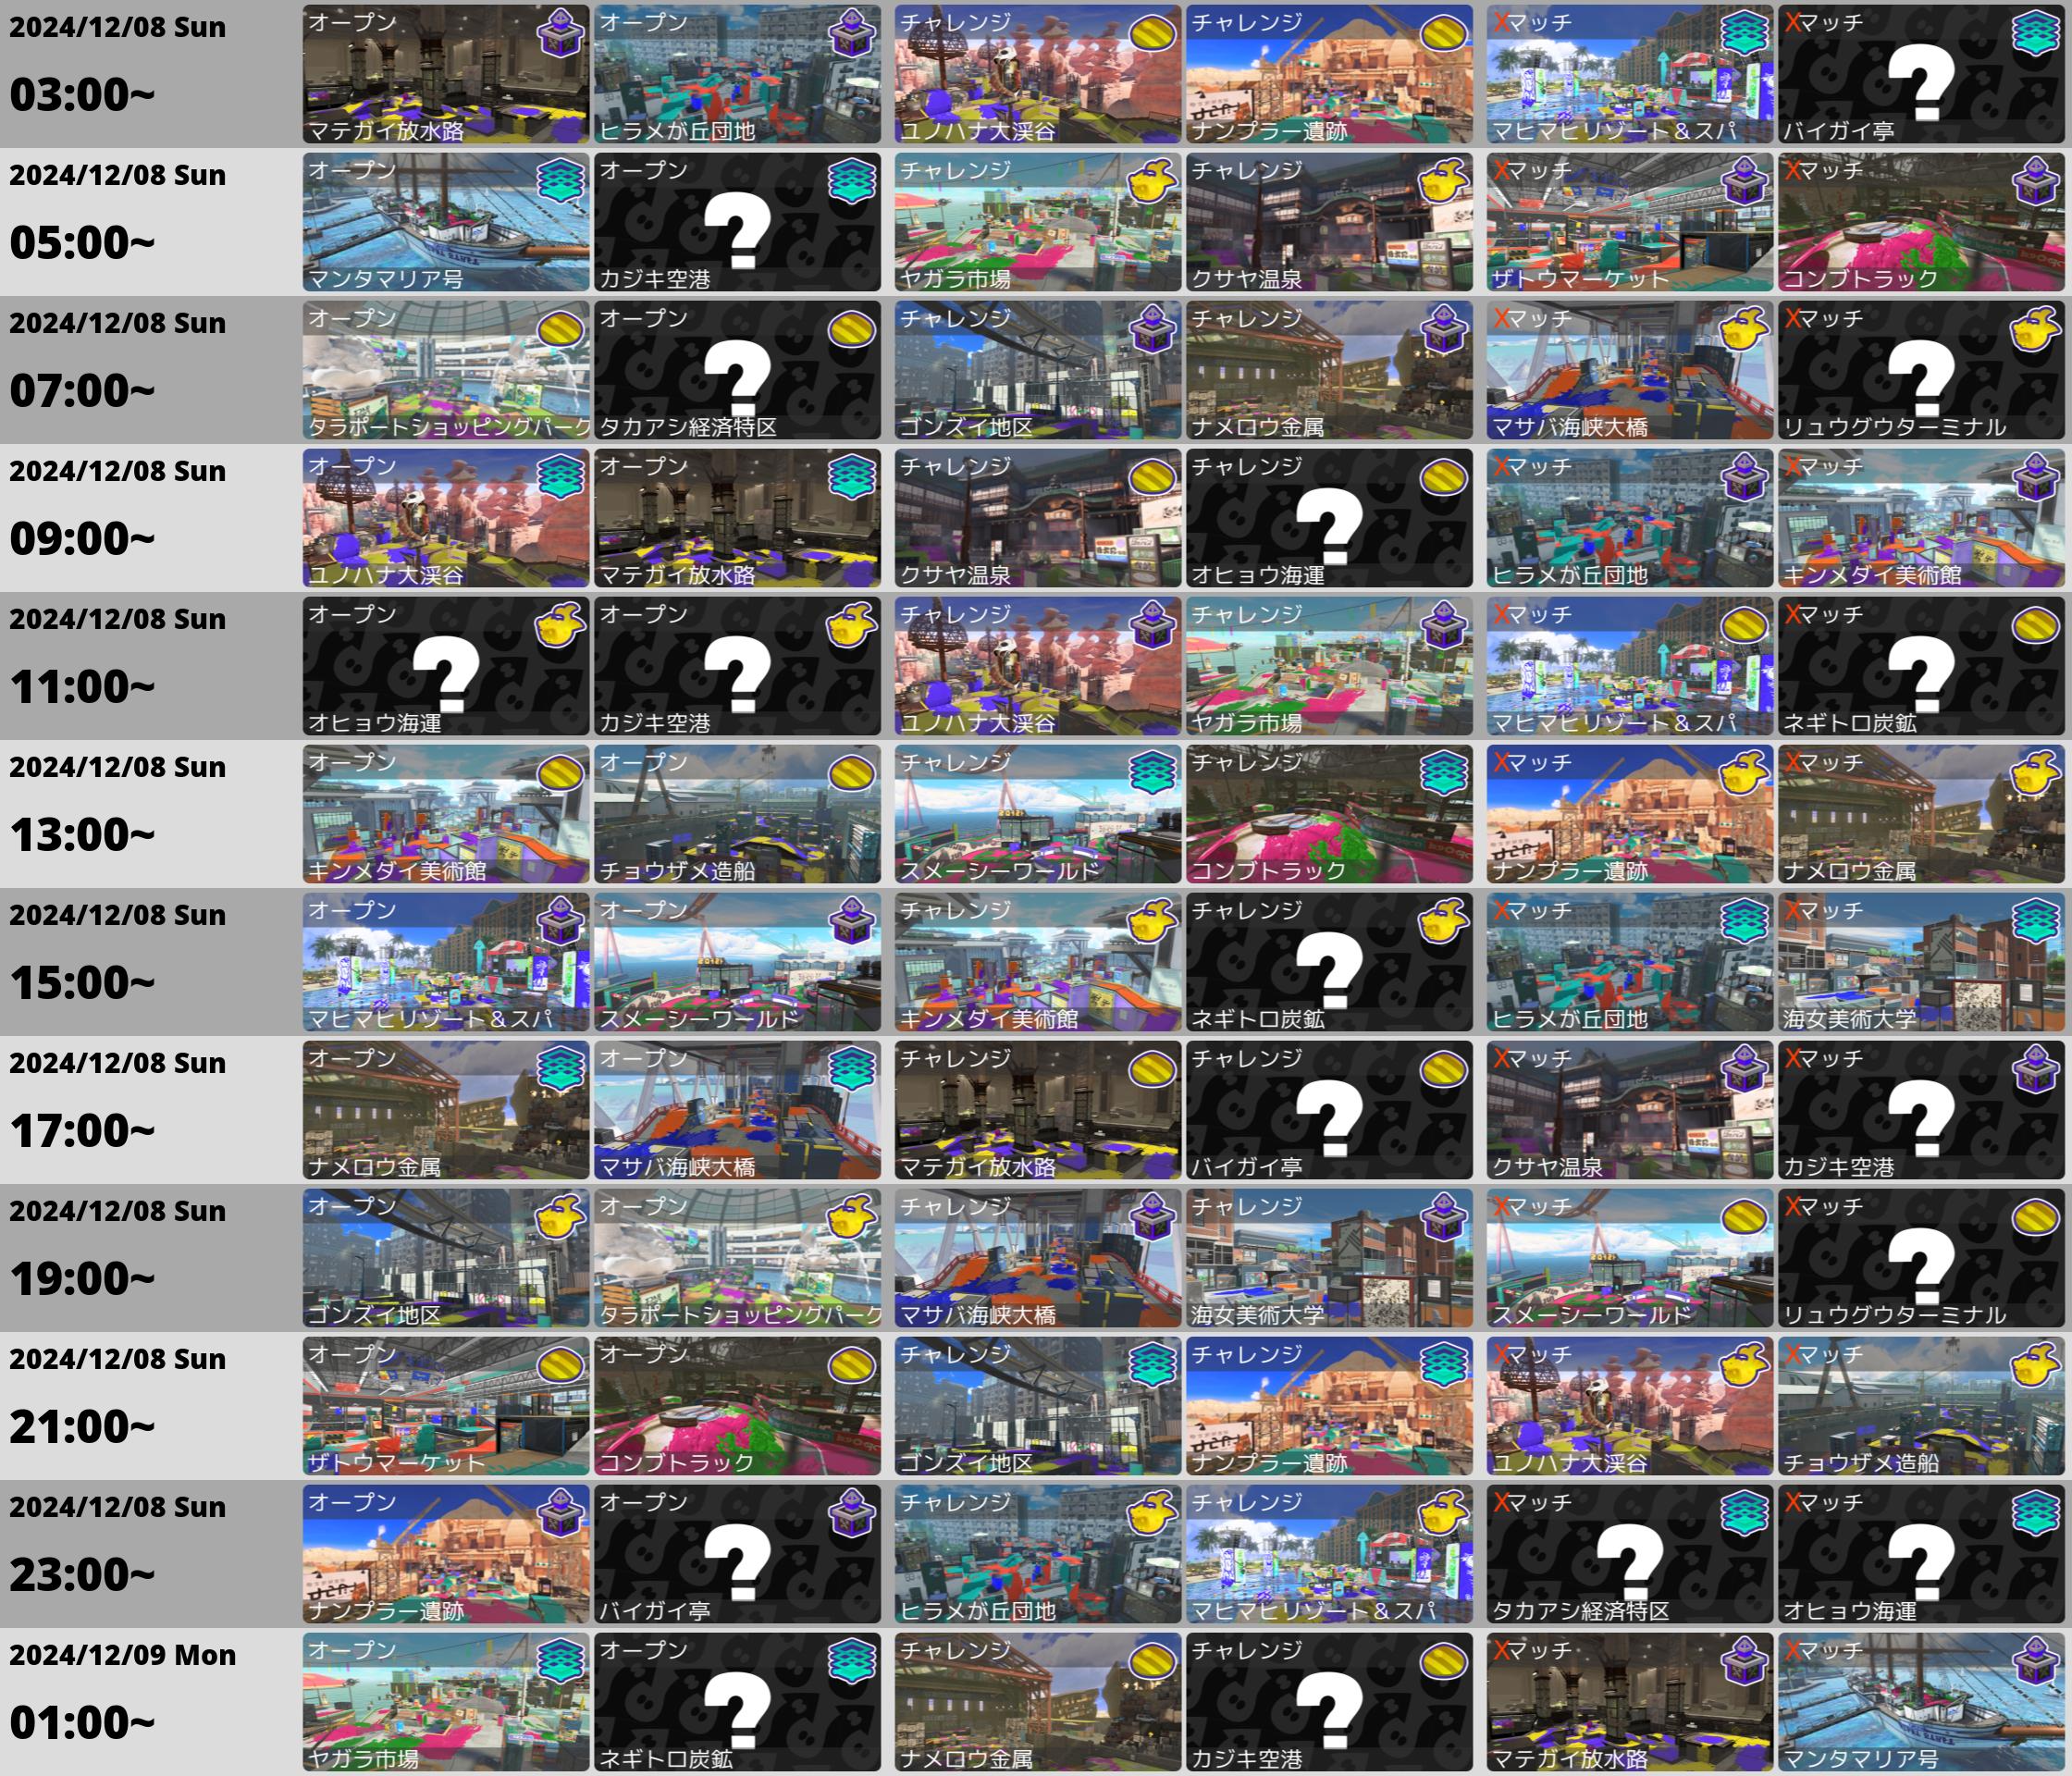 2024/12/08 Sun
03:00~
オープン
マテガイ放水路
オープン
ヒラメが丘団地
チャレンジ
ユノハナ大渓谷
チャレンジ
ナンプラー遺跡
Xマッチ
マヒマヒリゾート＆スパ
Xマッチ
バイガイ亭
2024/12/08 Sun
05:00~
オープン
マンタマリア号
オープン
カジキ空港
チャレンジ
ヤガラ市場
チャレンジ
クサヤ温泉
Xマッチ
ザトウマーケット
Xマッチ
コンブトラック
2024/12/08 Sun
07:00~
オープン
タラポートショッピングパーク
オープン
タカアシ経済特区
チャレンジ
ゴンズイ地区
チャレンジ
ナメロウ金属
Xマッチ
マサバ海峡大橋
Xマッチ
リュウグウターミナル
2024/12/08 Sun
09:00~
オープン
ユノハナ大渓谷
オープン
マテガイ放水路
チャレンジ
クサヤ温泉
チャレンジ
オヒョウ海運
Xマッチ
ヒラメが丘団地
Xマッチ
キンメダイ美術館
2024/12/08 Sun
11:00~
オープン
オヒョウ海運
オープン
カジキ空港
チャレンジ
ユノハナ大渓谷
チャレンジ
ヤガラ市場
Xマッチ
マヒマヒリゾート＆スパ
Xマッチ
ネギトロ炭鉱
2024/12/08 Sun
13:00~
オープン
キンメダイ美術館
オープン
チョウザメ造船
チャレンジ
スメーシーワールド
チャレンジ
コンブトラック
Xマッチ
ナンプラー遺跡
Xマッチ
ナメロウ金属
2024/12/08 Sun
15:00~
オープン
マヒマヒリゾート＆スパ
オープン
スメーシーワールド
チャレンジ
キンメダイ美術館
チャレンジ
ネギトロ炭鉱
Xマッチ
ヒラメが丘団地
Xマッチ
海女美術大学
2024/12/08 Sun
17:00~
オープン
ナメロウ金属
オープン
マサバ海峡大橋
チャレンジ
マテガイ放水路
チャレンジ
バイガイ亭
Xマッチ
クサヤ温泉
Xマッチ
カジキ空港
2024/12/08 Sun
19:00~
オープン
ゴンズイ地区
オープン
タラポートショッピングパーク
チャレンジ
マサバ海峡大橋
チャレンジ
海女美術大学
Xマッチ
スメーシーワールド
Xマッチ
リュウグウターミナル
2024/12/08 Sun
21:00~
オープン
ザトウマーケット
オープン
コンブトラック
チャレンジ
ゴンズイ地区
チャレンジ
ナンプラー遺跡
Xマッチ
ユノハナ大渓谷
Xマッチ
チョウザメ造船
2024/12/08 Sun
23:00~
オープン
ナンプラー遺跡
オープン
バイガイ亭
チャレンジ
ヒラメが丘団地
チャレンジ
マヒマヒリゾート＆スパ
Xマッチ
タカアシ経済特区
Xマッチ
オヒョウ海運
2024/12/09 Mon
01:00~
オープン
ヤガラ市場
オープン
ネギトロ炭鉱
チャレンジ
ナメロウ金属
チャレンジ
カジキ空港
Xマッチ
マテガイ放水路
Xマッチ
マンタマリア号